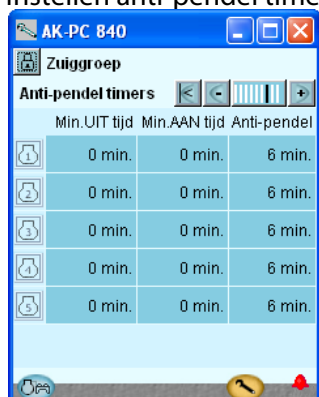 instellen anti-pendel time
AK-PC 840
Zuiggroep
Anti-pendel timers
Min.UIT tijd Min.AAN tijd Anti-pendel
1 0 min. 0 min. 6 min.
2 0 min. 0 min. 6 min.
3 0 min. 0 min. 6 min.
4 0 min. 0 min. 6 min.
5 0 min. 0 min. 6 min.